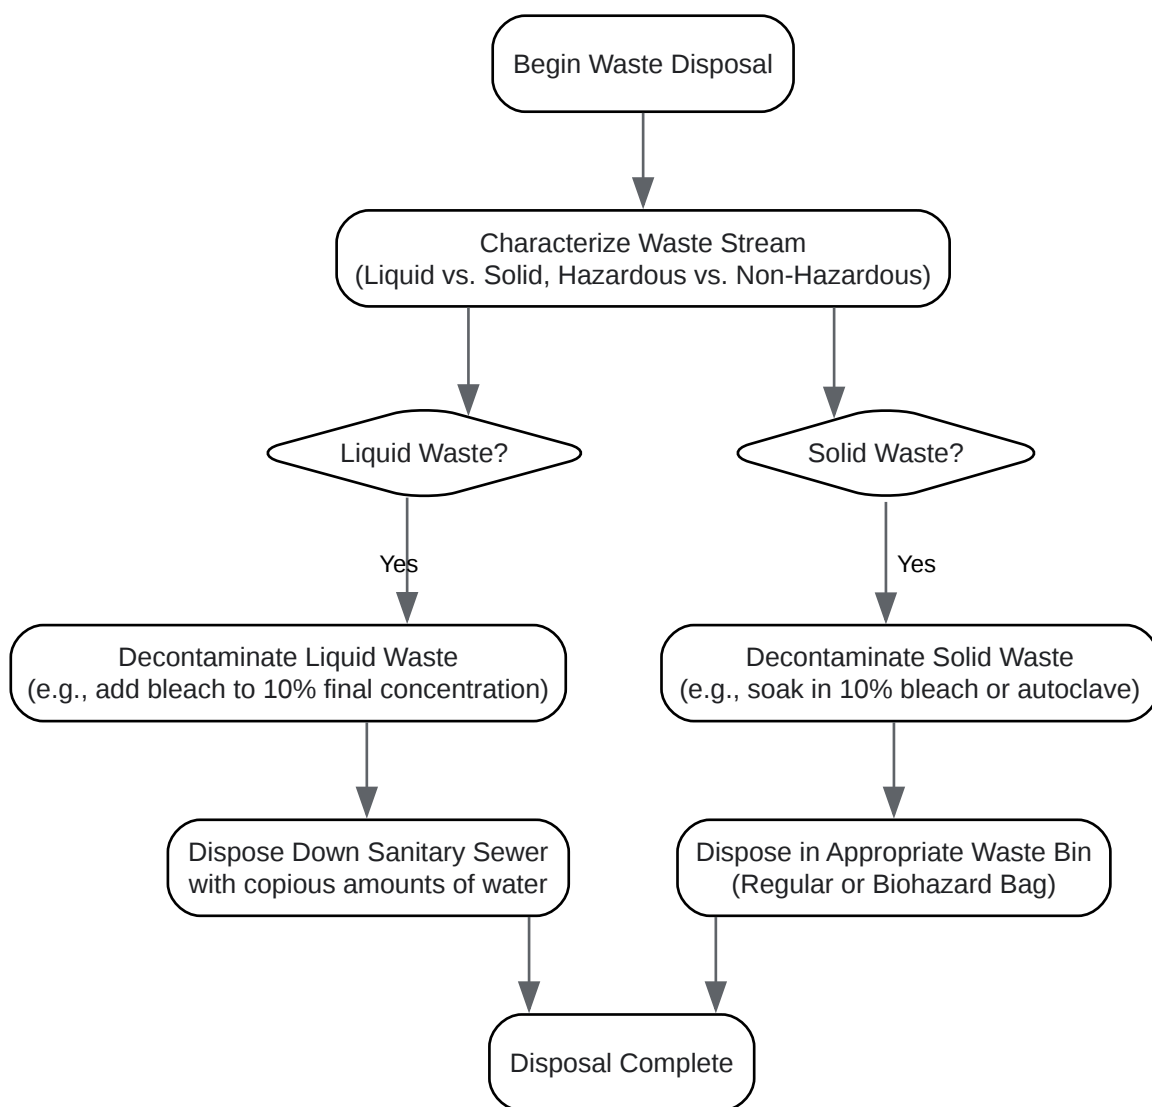 Begin Waste Disposal
Characterize Waste Stream
(Liquid vs. Solid, Hazardous vs. Non-Hazardous)
Liquid Waste?
Solid Waste?
Yes
Yes
Decontaminate Liquid Waste
(e.g., add bleach to 10% final concentration)
Decontaminate Solid Waste
(e.g., soak in 10% bleach or autoclave)
Dispose Down Sanitary Sewer
with copious amounts of water
Dispose in Appropriate Waste Bin
(Regular or Biohazard Bag)
Disposal Complete